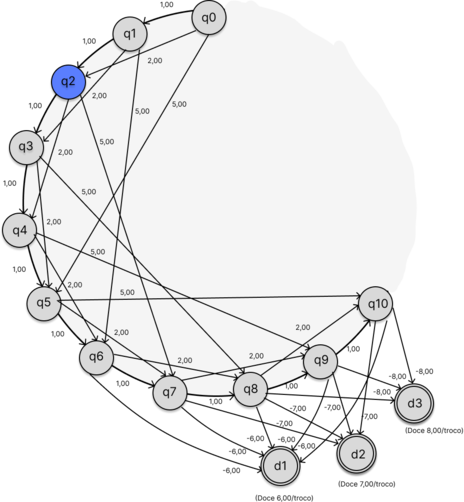 1,00
q0
q1
1,00
2,00
q2
2,00
5,00
5,00
1,00
5,00
q3
2,00
1,00
5,00
q4
2,00
5,00
1,00
2,00
5,00
q5
q10
2,00
2,00
1,00
1,00
q6
2,00
2,00
q9
1,00
q7
q8
1,00
-8,00
-8,00
1,00
-8,00
d3
-7,00
-7,00
-7,00
(Doce 8,00/troco)
-7,00
-6,00
-6,00
-6,00
-6,00
-6,00
d1
d2
(Doce 7,00/troco)
(Doce 6,00/troco)